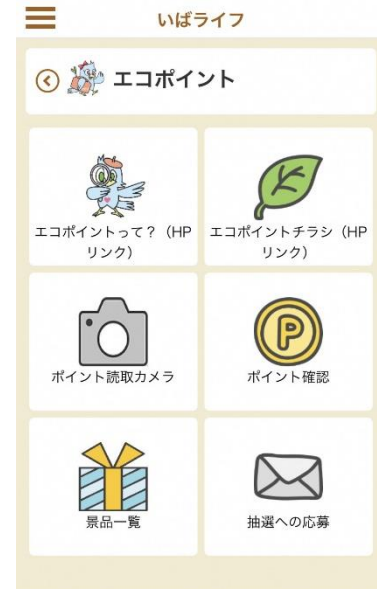 いばライフ
エコポイント
エコポイントって？（HP
リンク）
エコポイントチラシ（HP
リンク）
ポイント読取カメラ
P
ポイント確認
景品一覧
抽選への応募